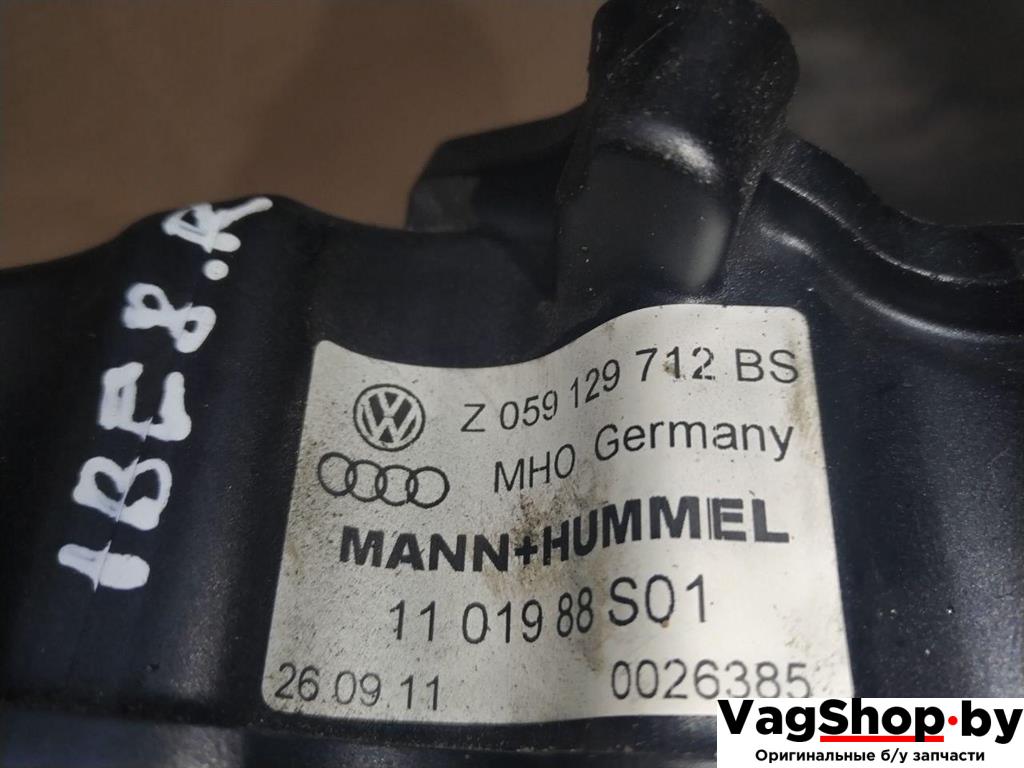 1BE8.A
Z 059 129 712 BS
MHO Germany
MANN+HUMMEL
11 019 88 S01
26.09.11 0026385
VagShop.by
Оригинальные б/у запчасти